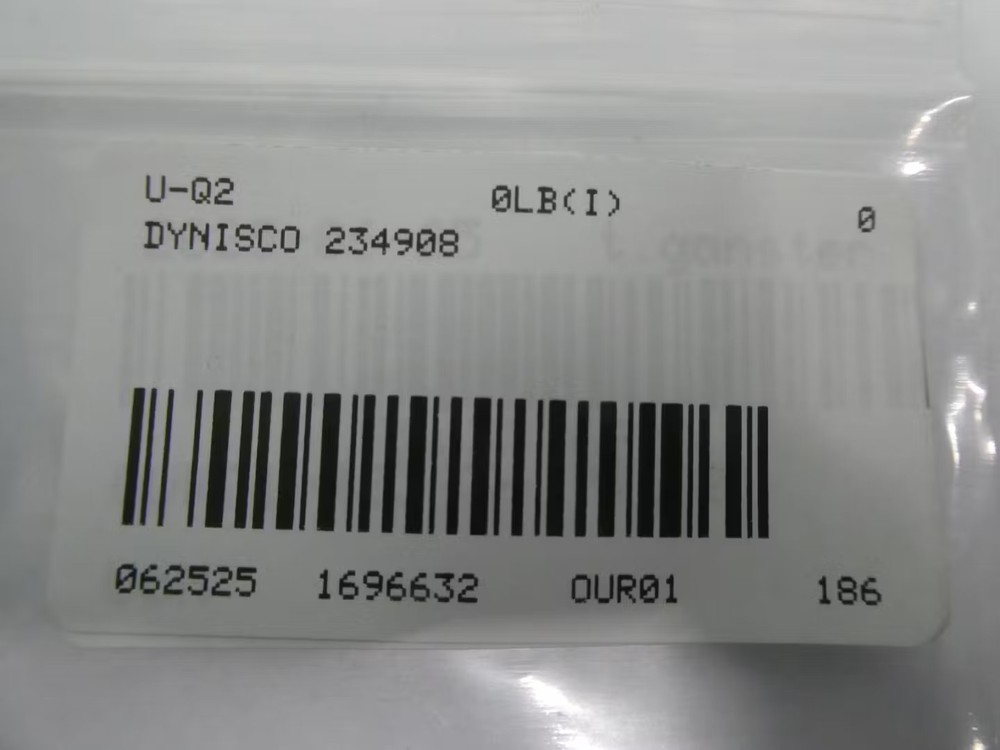 U-Q2 0LB(I) 0
DYNISCO 234908
062525 1696632 OUR01 186